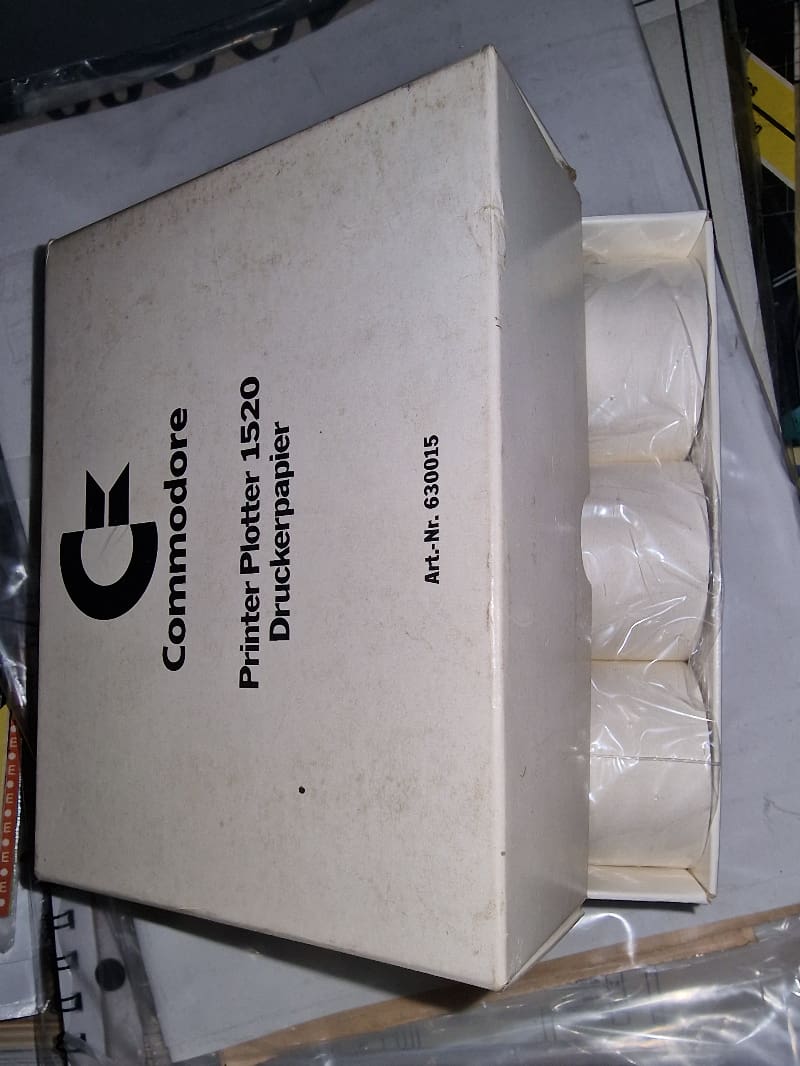 Commodore
Printer Plotter 1520
Druckerpapier
Art.-Nr. 630015
E E E E E E